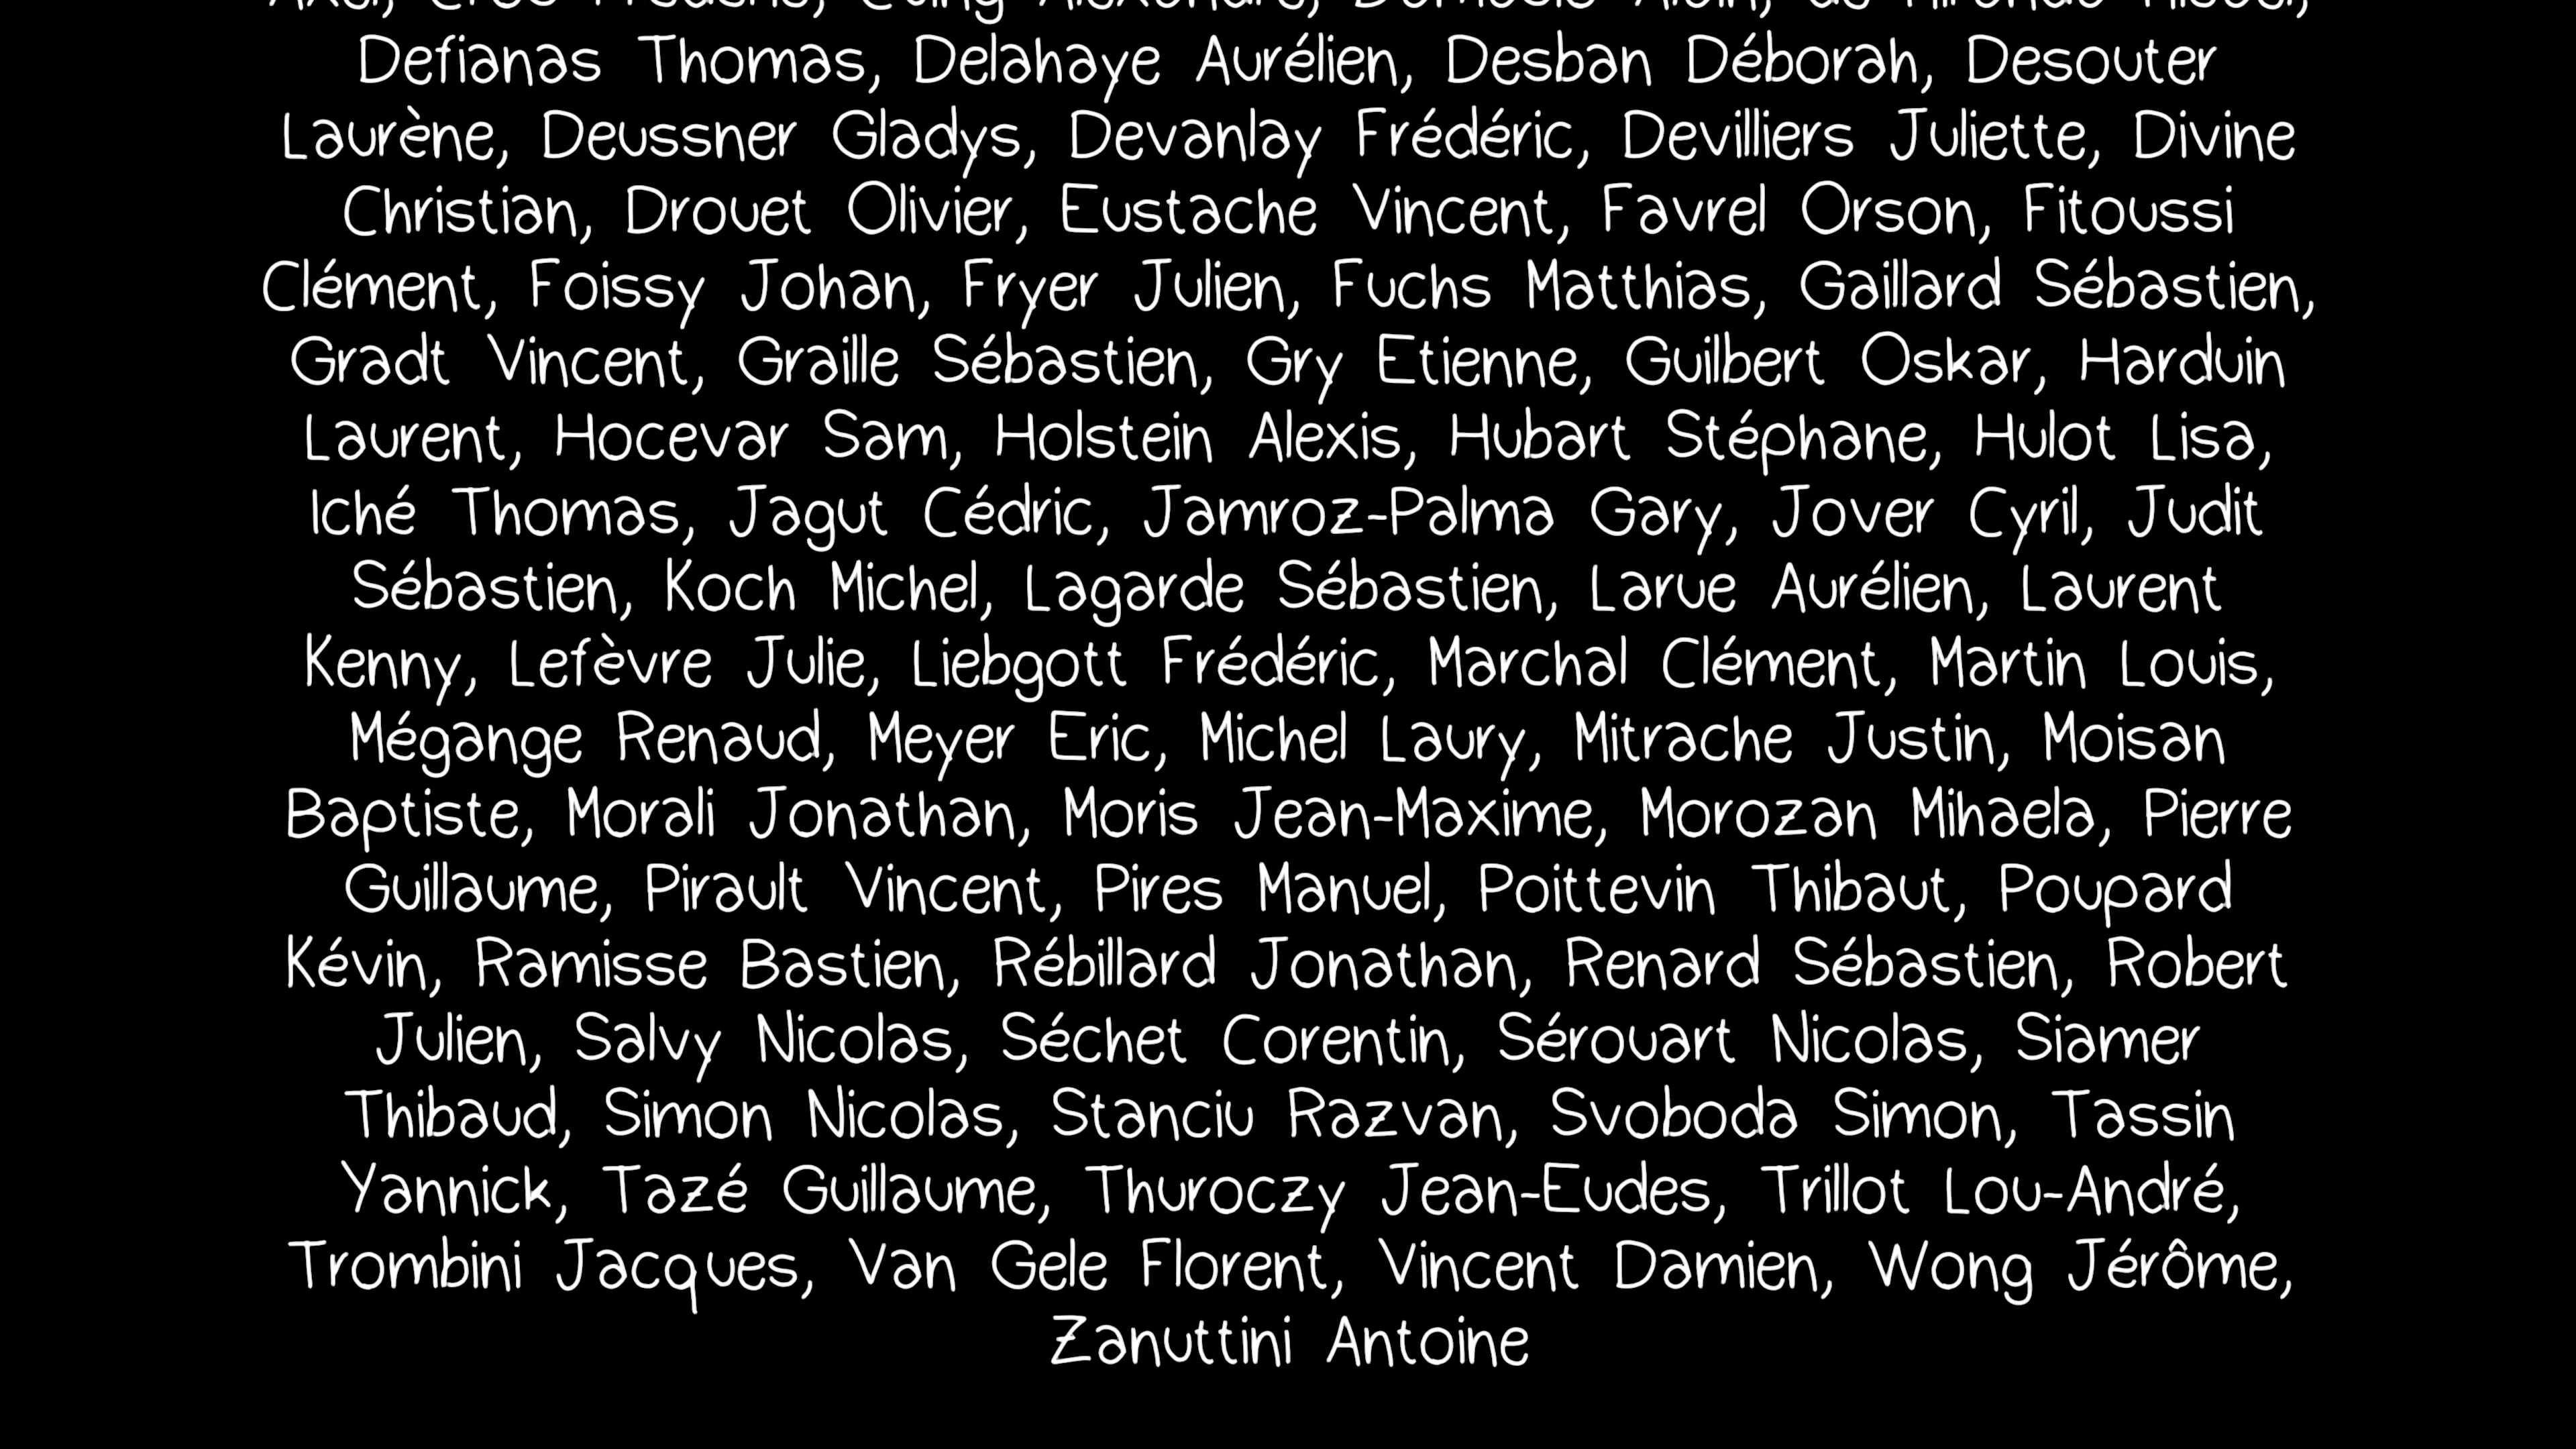 Defianas Thomas, Delahaye Aurélien, Desban Déborah, Desouter
Laurène, Deussner Gladys, Devanlay Frédéric, Devilliers Juliette, Divine
Christian, Drouet Olivier, Eustache Vincent, Favrel Orson, Fitoussi
Clément, Foissy Johan, Fryer Julien, Fuchs Matthias, Gaillard Sébastien,
Gradt Vincent, Graille Sébastien, Gry Etienne, Guilbert Oskar, Harduin
Laurent, Hocevar Sam, Holstein Alexis, Hubart Stéphane, Hulot Lisa,
Iché Thomas, Jagut Cédric, Jamroz-Palma Gary, Jover Cyril, Judit
Sébastien, Koch Michel, Lagarde Sébastien, Larue Aurélien, Laurent
Kenny, Lefèvre Julie, Liebgott Frédéric, Marchal Clément, Martin Louis,
Mégange Renaud, Meyer Eric, Michel Laury, Mitrache Justin, Moisan
Baptiste, Morali Jonathan, Moris Jean-Maxime, Morozan Mihaela, Pierre
Guillaume, Pirault Vincent, Pires Manuel, Poittevin Thibaut, Poupard
Kévin, Ramisse Bastien, Rébillard Jonathan, Renard Sébastien, Robert
Julien, Salvy Nicolas, Séchet Corentin, Sérouart Nicolas, Siamer
Thibaud, Simon Nicolas, Stanciu Razvan, Svoboda Simon, Tassin
Yannick, Tazé Guillaume, Thuroczy Jean-Eudes, Trillot Lou-André,
Trombini Jacques, Van Gele Florent, Vincent Damien, Wong Jérôme,
Zanuttini Antoine